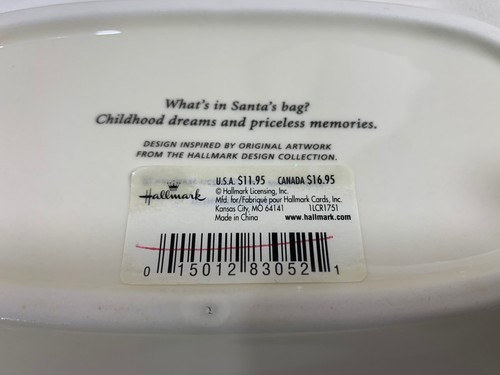 What's in Santa's bag?
Childhood dreams and priceless memories.
DESIGN INSPIRED BY ORIGINAL ARTWORK
FROM THE HALLMARK DESIGN COLLECTION.
Hallmark
U.S.A. $11.95 CANADA $16.95
© Hallmark Licensing, Inc.
Mfd. for/Fabriqué pour Hallmark Cards, Inc.
Kansas City, MO 64141 1LCR1751
Made in China www.hallmark.com
0 15012 83052 1